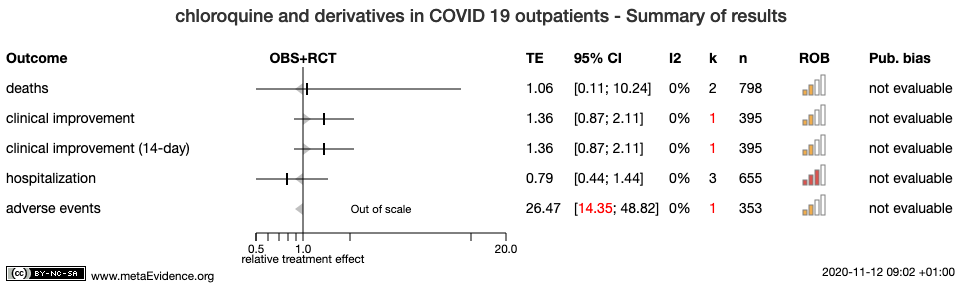 chloroquine and derivatives in COVID 19 outpatients - Summary of results
Outcome OBS+RCT TE 95% CI I2 k n ROB Pub. bias
deaths 1.06 [0.11; 10.24] 0% 2 798 not evaluable
clinical improvement 1.36 [0.87; 2.11] 0% 1 395 not evaluable
clinical improvement (14-day) 1.36 [0.87; 2.11] 0% 1 395 not evaluable
hospitalization 0.79 [0.44; 1.44] 0% 3 655 not evaluable
adverse events Out of scale 26.47 [14.35; 48.82] 0% 1 353 not evaluable
0.5 1.0 20.0
relative treatment effect
(cc) BY-NC-SA www.metaEvidence.org 2020-11-12 09:02 +01:00